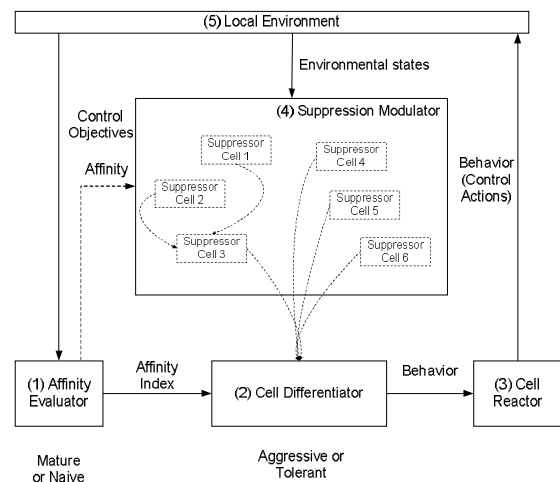 (5) Local Environment
Environmental states
Control
Objectives
(4) Suppression Modulator
Suppressor
Cell 1
Suppressor
Cell 4
Affinity
Behavior
(Control
Actions)
Suppressor
Cell 2
Suppressor
Cell 5
Suppressor
Cell 3
Suppressor
Cell 6
(1) Affinity
Evaluator
Affinity
Index
(2) Cell Differentiator
Behavior
(3) Cell
Reactor
Mature
or Naive
Aggressive or
Tolerant